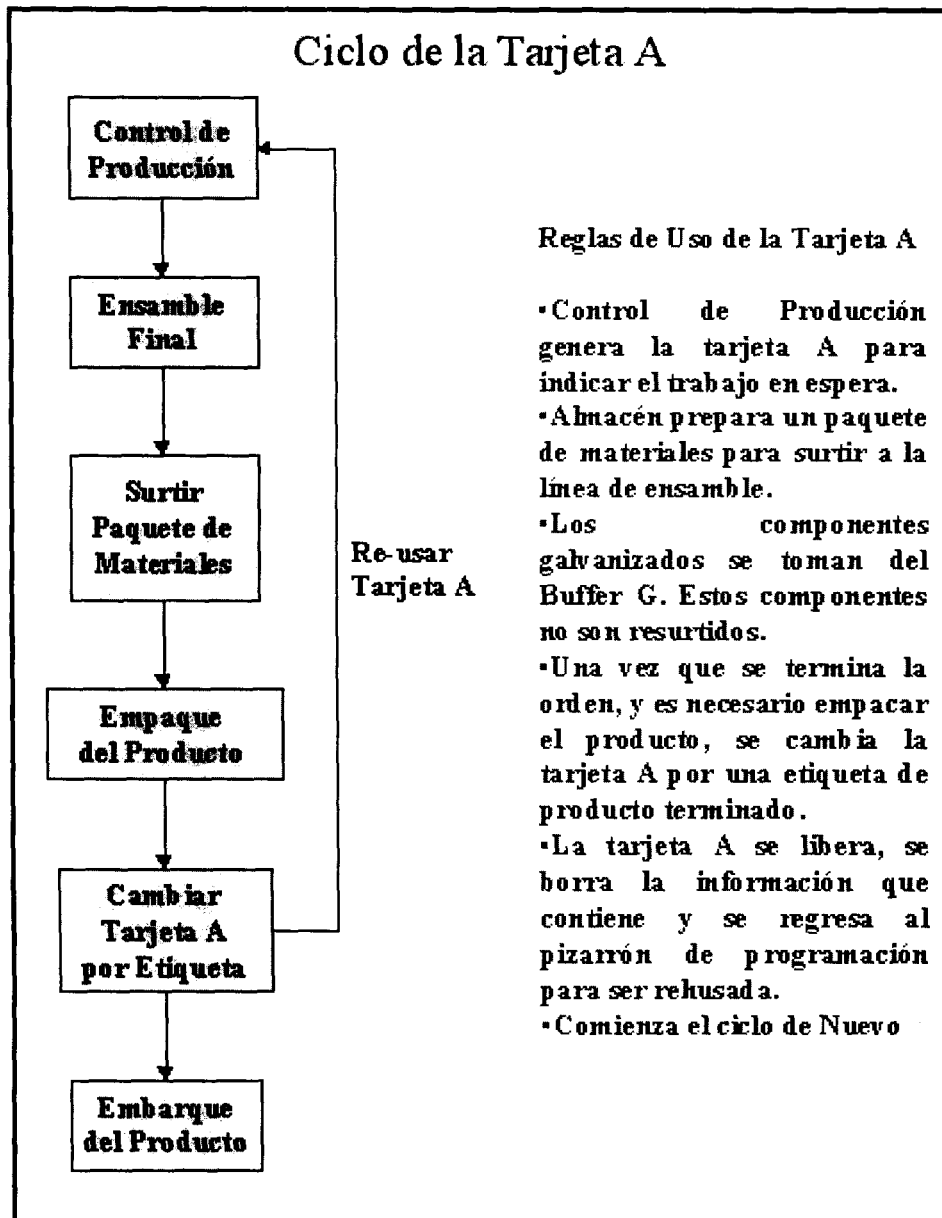 Ciclo de la Tarjeta A
Control de
Producción
Ensamble
Final
Surtir
Paquete de
Materiales
Re-usar
Tarjeta A
Empaque
del Producto
Cambiar
Tarjeta A
por Etiqueta
Embarque
del Producto
Reglas de Uso de la Tarjeta A
▪Control de Producción
genera la tarjeta A para
indicar el trabajo en espera.
▪Almacén prepara un paquete
de materiales para surtir a la
línea de ensamble.
▪Los componentes
galvanizados se toman del
Buffer G. Estos componentes
no son resurtidos.
▪Una vez que se termina la
orden, y es necesario empacar
el producto, se cambia la
tarjeta A por una etiqueta de
producto terminado.
▪La tarjeta A se libera, se
borra la información que
contiene y se regresa al
pizarrón de programación
para ser rehusada.
▪Comienza el ciclo de Nuevo